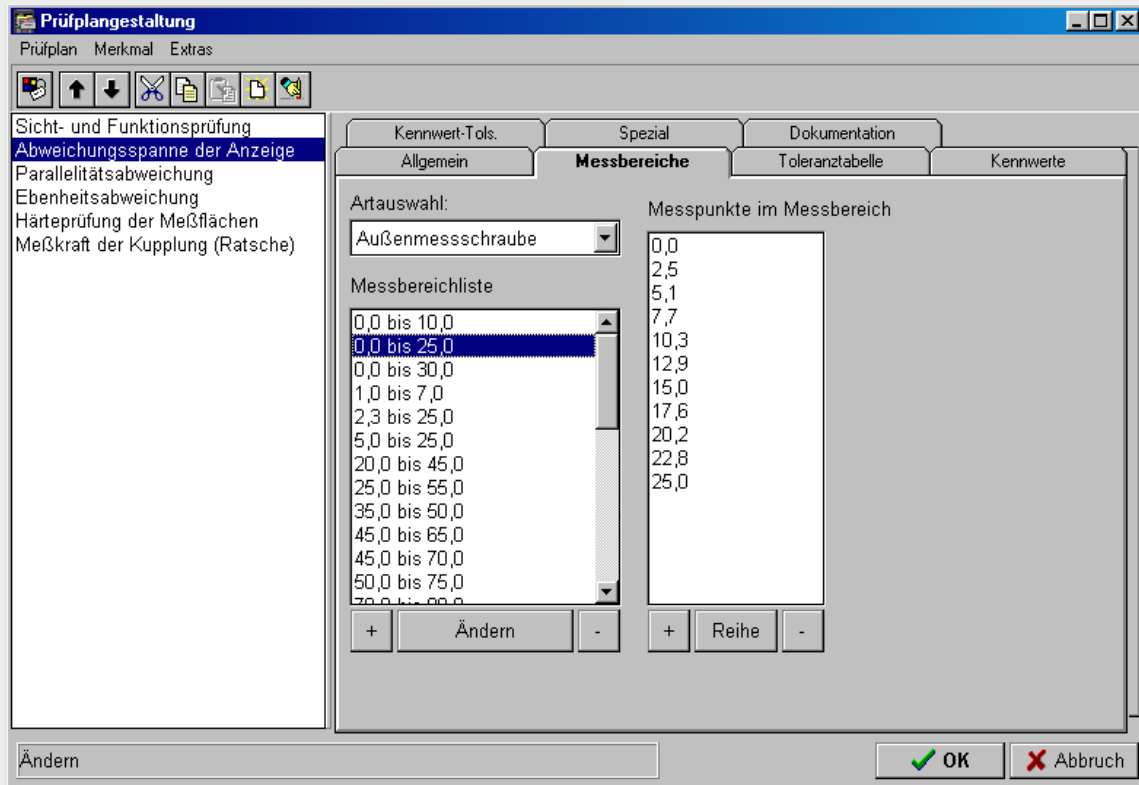 Prüfplangestaltung
Prüfplan Merkmal Extras
Sicht- und Funktionsprüfung
Abweichungsspanne der Anzeige
Parallelitätsabweichung
Ebenheitsabweichung
Härteprüfung der Meßflächen
Meßkraft der Kupplung (Ratsche)
Kennwert-Tols. Spezial Dokumentation
Allgemein Messbereiche Toleranztabelle Kennwerte
Artauswahl:
Außenmessschraube
Messbereichliste
0,0 bis 10,0
0,0 bis 25,0
0,0 bis 30,0
1,0 bis 7,0
2,3 bis 25,0
5,0 bis 25,0
20,0 bis 45,0
25,0 bis 55,0
35,0 bis 50,0
45,0 bis 65,0
45,0 bis 70,0
50,0 bis 75,0
+ Ändern -
Messpunkte im Messbereich
0,0
2,5
5,1
7,7
10,3
12,9
15,0
17,6
20,2
22,8
25,0
+ Reihe -
Ändern
OK Abbruch